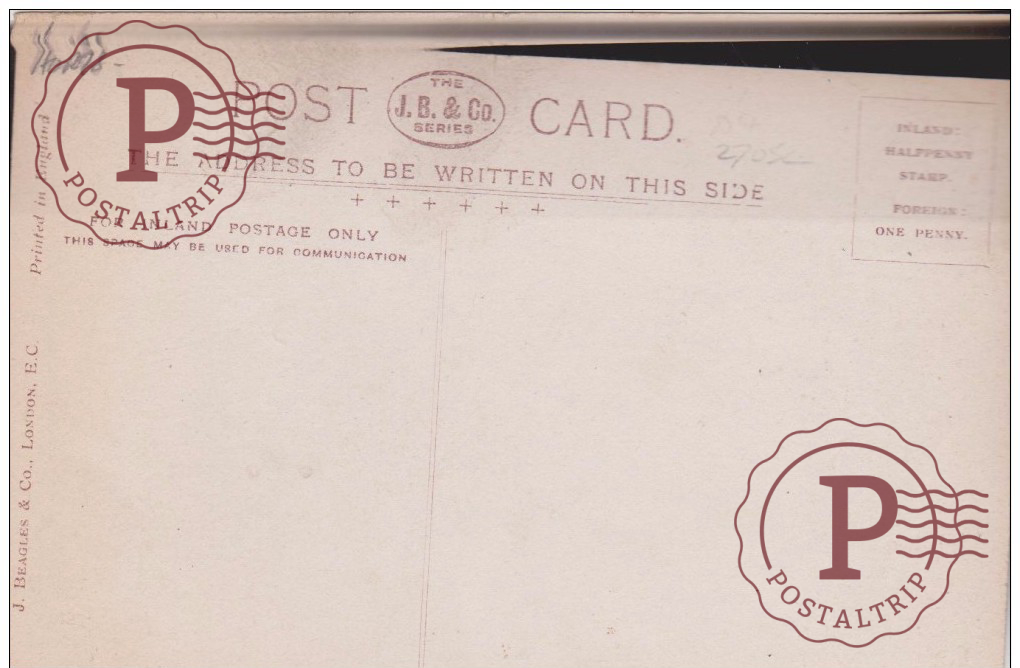 POST CARD.
THE
J. B. & CO.
SERIES
THE ADDRESS TO BE WRITTEN ON THIS SIDE
FOR INLAND POSTAGE ONLY
THIS SPACE MAY BE USED FOR COMMUNICATION
INLAND:
HALFPENNY
STAMP.
FOREIGN:
ONE PENNY.
J. BEAGLES & CO., LONDON, E.C.
Printed in England
P
POSTALTRIP
P
POSTALTRIP